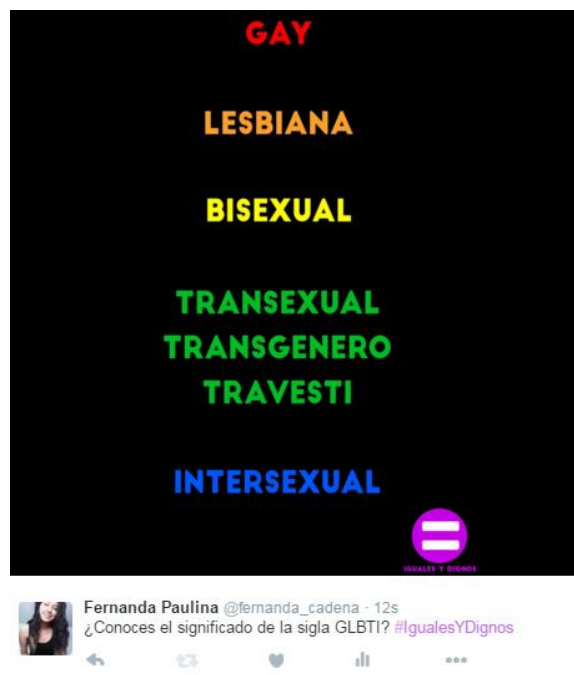 GAY
LESBIANA
BISEXUAL
TRANSEXUAL
TRANSGENERO
TRAVESTI
INTERSEXUAL
IGUALES Y DIGNOS
Fernanda Paulina @fernanda_cadena · 12s
¿Conoces el significado de la sigla GLBTI? #IgualesYDignos